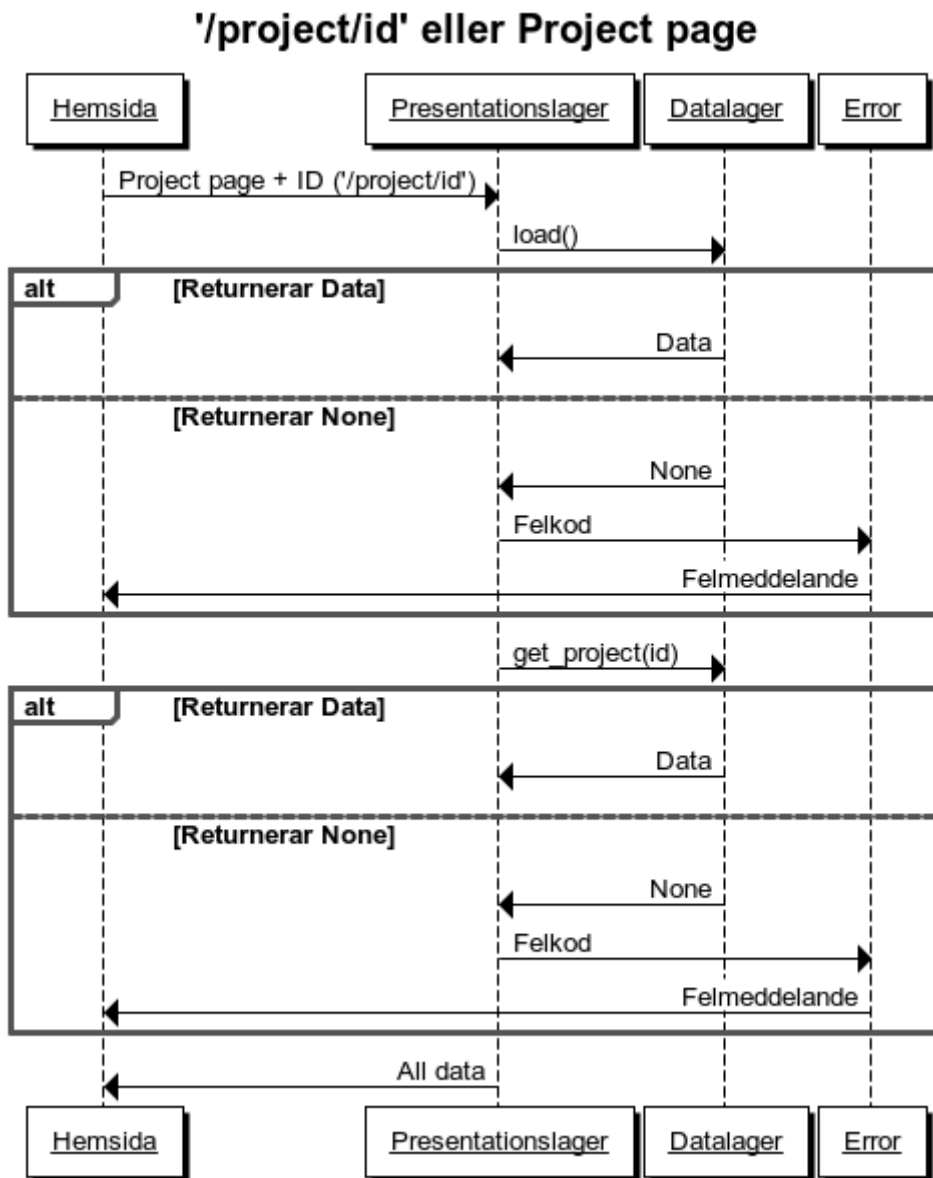 '/project/id' eller Project page
Hemsida Presentationslager Datalager Error
Project page + ID ('/project/id')
load()
alt [Returnerar Data]
Data
[Returnerar None]
None
Felkod
Felmeddelande
get_project(id)
alt [Returnerar Data]
Data
[Returnerar None]
None
Felkod
Felmeddelande
All data
Hemsida Presentationslager Datalager Error